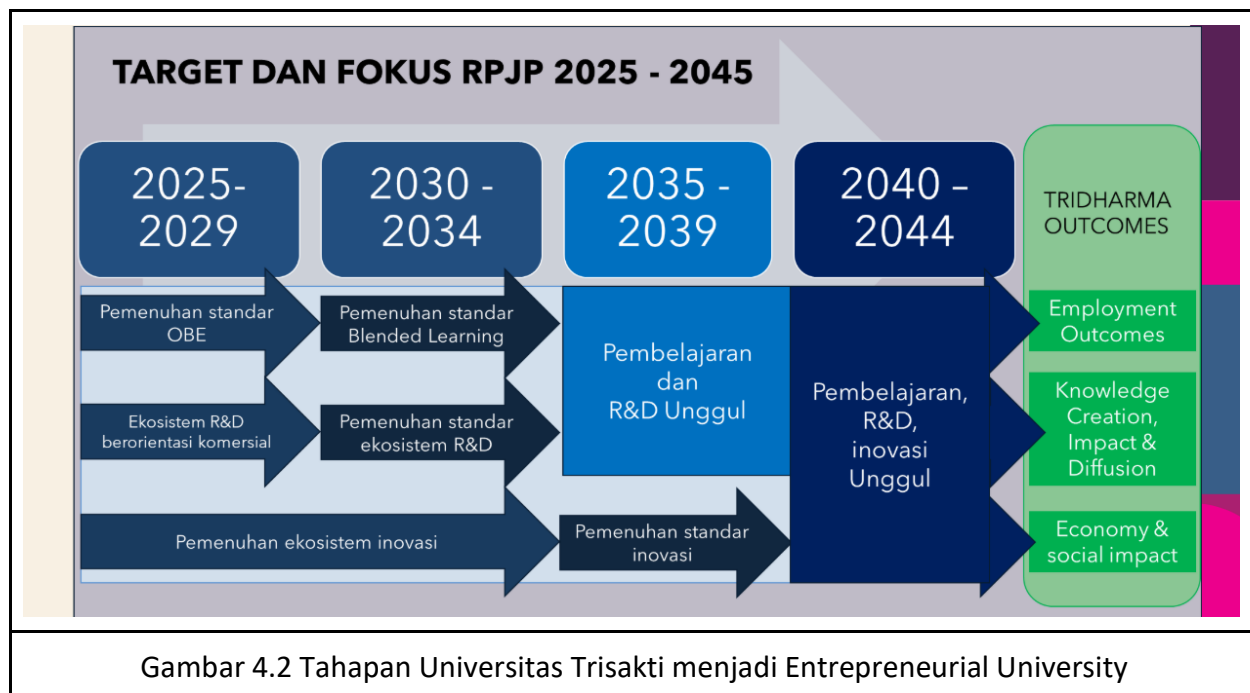 TARGET DAN FOKUS RPJP 2025 - 2045
2025-
2029
2030 -
2034
2035 -
2039
2040 –
2044
TRIDHARMA
OUTCOMES
Pemenuhan standar
OBE
Pemenuhan standar
Blended Learning
Pembelajaran
dan
R&D Unggul
Pembelajaran,
R&D,
inovasi
Unggul
Employment
Outcomes
Ekosistem R&D
berorientasi komersial
Pemenuhan standar
ekosistem R&D
Knowledge
Creation,
Impact &
Diffusion
Pemenuhan ekosistem inovasi
Pemenuhan standar
inovasi
Economy &
social impact
Gambar 4.2 Tahapan Universitas Trisakti menjadi Entrepreneurial University